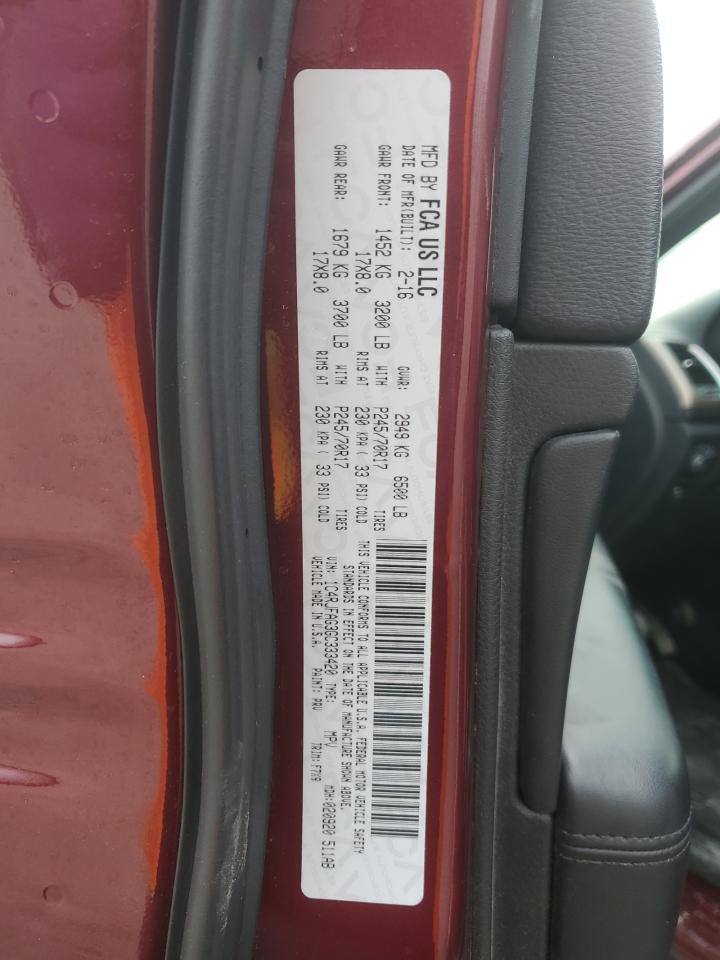 MFD BY FCA US LLC
DATE OF MFR(BUILT): 2-16 GVWR: 2949 KG 6500 LB
GAWR FRONT: 1452 KG 3200 LB WITH P245/70R17 TIRES
17X8.0 RIMS AT 230 KPA ( 33 PSI) COLD
GAWR REAR: 1679 KG 3700 LB WITH P245/70R17 TIRES
17X8.0 RIMS AT 230 KPA ( 33 PSI) COLD
THIS VEHICLE CONFORMS TO ALL APPLICABLE U.S.A. FEDERAL MOTOR VEHICLE SAFETY
STANDARDS IN EFFECT ON THE DATE OF MANUFACTURE SHOWN ABOVE.
VIN: 1C4RJFAG3GC333420 TYPE: MPV MDH:020920 511AB
VEHICLE MADE IN U.S.A. PAINT: PRV TRIM: F7X9